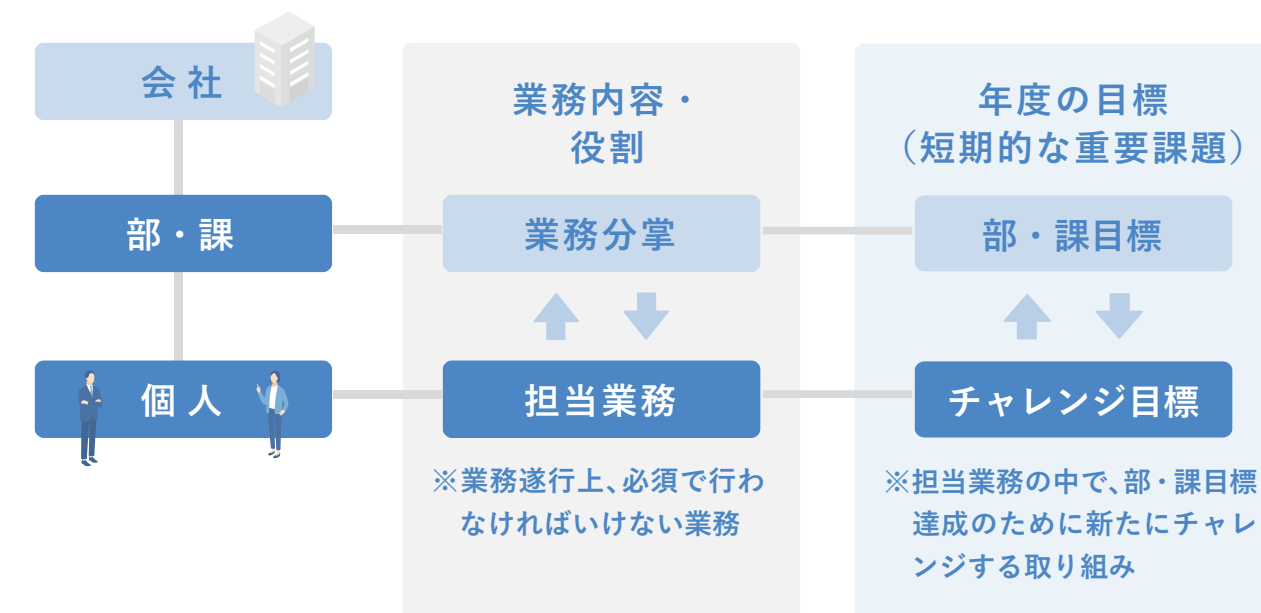 会社
業務内容・
役割
年度の目標
（短期的な重要課題）
部・課
業務分掌
部・課目標
個人
担当業務
チャレンジ目標
※業務遂行上、必須で行わ
なければいけない業務
※担当業務の中で、部・課目標
達成のために新たにチャレ
ンジする取り組み